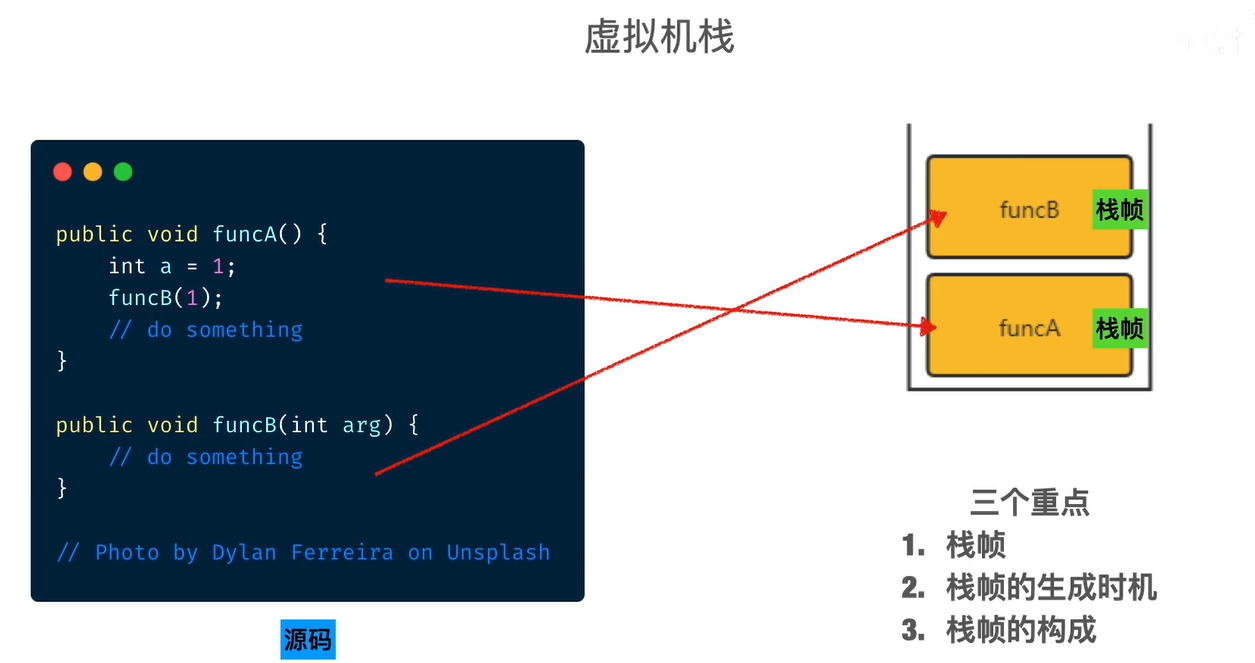 虚拟机栈
public void funcA() {
    int a = 1;
    funcB(1);
    // do something
}
public void funcB(int arg) {
    // do something
}
// Photo by Dylan Ferreira on Unsplash
源码
funcB 栈帧
funcA 栈帧
三个重点
1. 栈帧
2. 栈帧的生成时机
3. 栈帧的构成